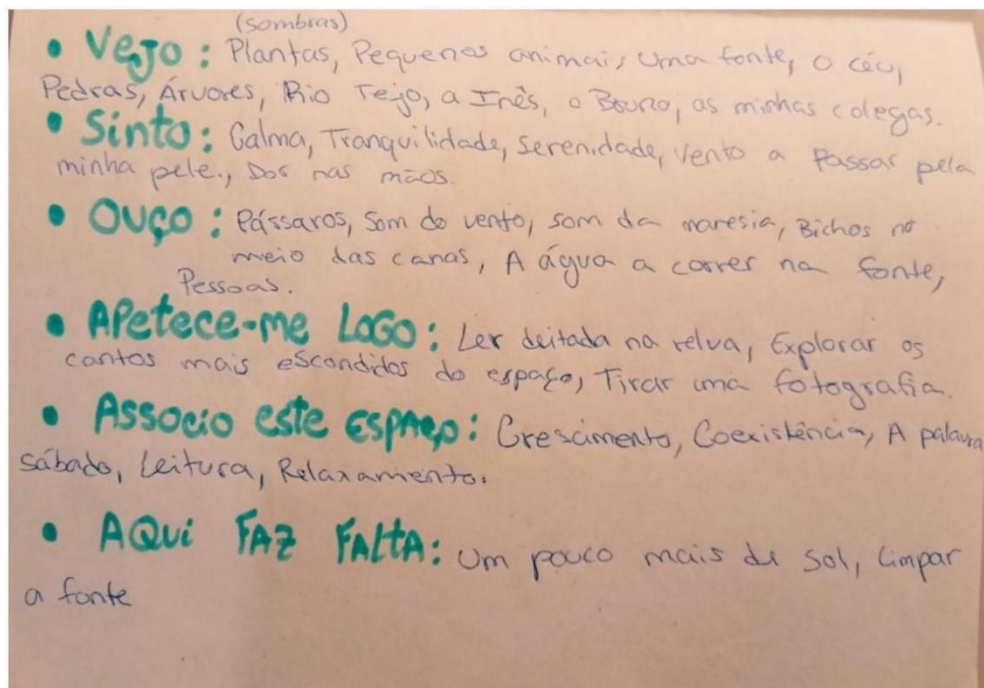 (sombras)
• Vejo: Plantas, Pequenos animais, uma fonte, o céu,
Pedras, Árvores, Rio Tejo, a Inês, o Bruno, as minhas colegas.
• Sinto: Calma, Tranquilidade, Serenidade, Vento a Passar pela
minha pele., Dor nas mãos.
• Ouço: Pássaros, Som do vento, som da maresia, Bichos no
meio das canas, A água a correr na fonte,
Pessoas.
• Apetece-me LOGO: Ler deitada na relva, Explorar os
cantos mais escondidos do espaço, Tirar uma fotografia.
• Associo este Espaço: Crescimento, Coexistência, A palavra
sábado, Leitura, Relaxamento.
• AQui FAZ FALTA: Um pouco mais de sol, Limpar
a fonte